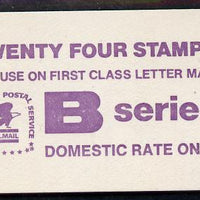 WENTY FOUR STAMP
USE ON FIRST CLASS LETTER MA
POSTAL SERVICE
B serie
MAIL
DOMESTIC RATE ON